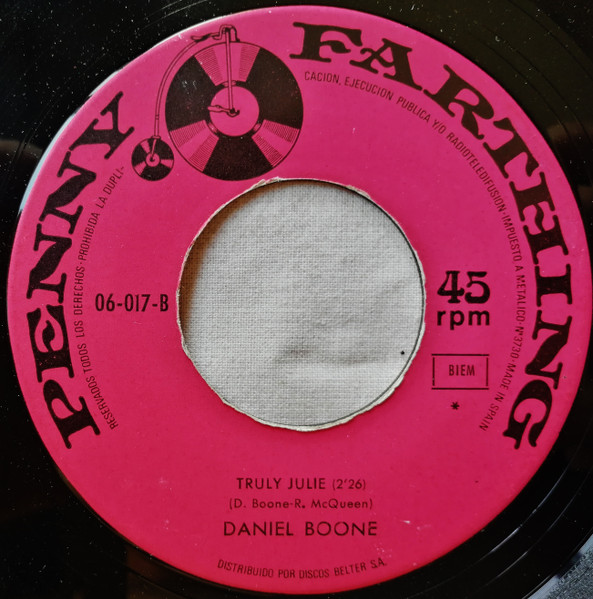 PENNY FARTHING
RESERVADOS TODOS LOS DERECHOS-PROHIBIDA LA DUPLI-
CACION, EJECUCION PUBLICA Y/O RADIOTELEDIFUSION-IMPUESTO A METALICO-Nº3730-MADE IN SPAIN
06-017-B
45
rpm
BIEM
*
TRULY JULIE (2'26)
(D. Boone-R. McQueen)
DANIEL BOONE
DISTRIBUIDO POR DISCOS BELTER S.A.